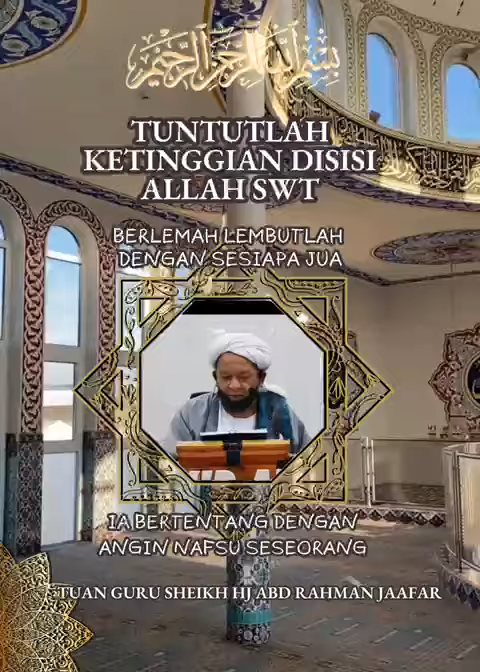 بسم الله الرحمن الرحيم
TUNTUTLAH
KETINGGIAN DISISI
ALLAH SWT
BERLEMAH LEMBUTLAH
DENGAN SESIAPA JUA
IA BERTENTANG DENGAN
ANGIN NAFSU SESEORANG
TUAN GURU SHEIKH HJ ABD RAHMAN JAAFAR